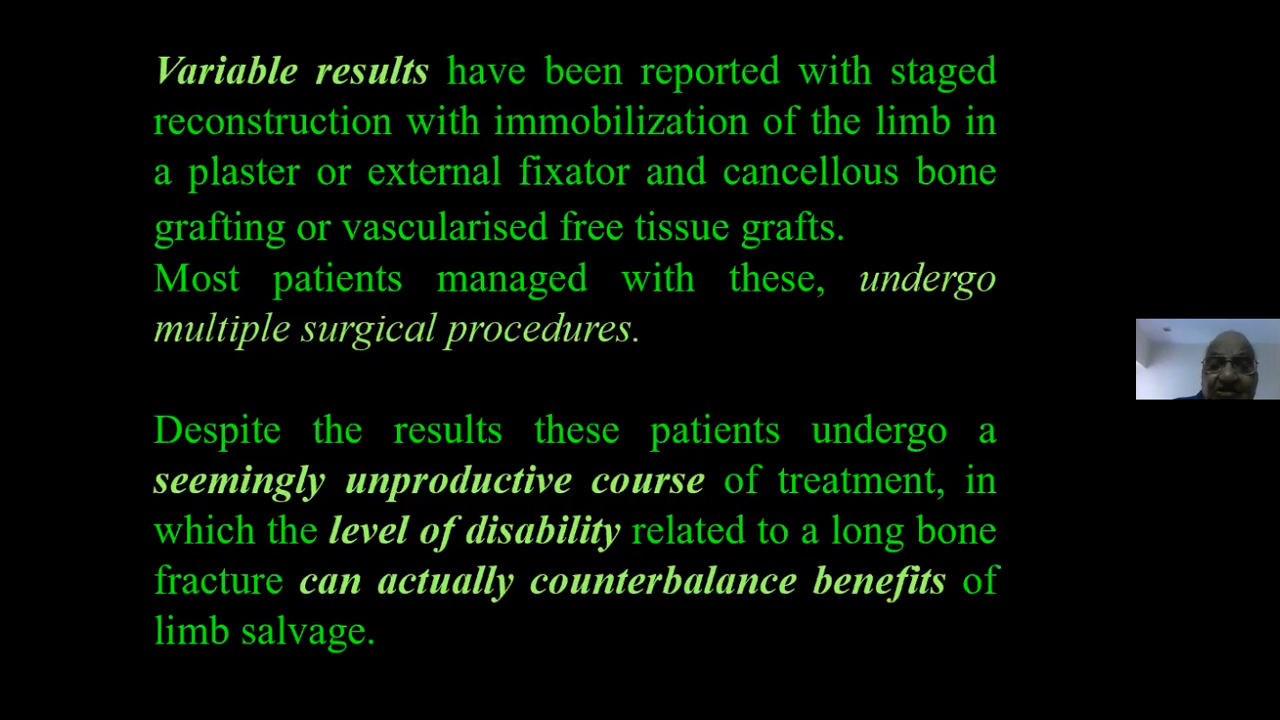 Variable results have been reported with staged
reconstruction with immobilization of the limb in
a plaster or external fixator and cancellous bone
grafting or vascularised free tissue grafts.
Most patients managed with these, undergo
multiple surgical procedures.
Despite the results these patients undergo a
seemingly unproductive course of treatment, in
which the level of disability related to a long bone
fracture can actually counterbalance benefits of
limb salvage.